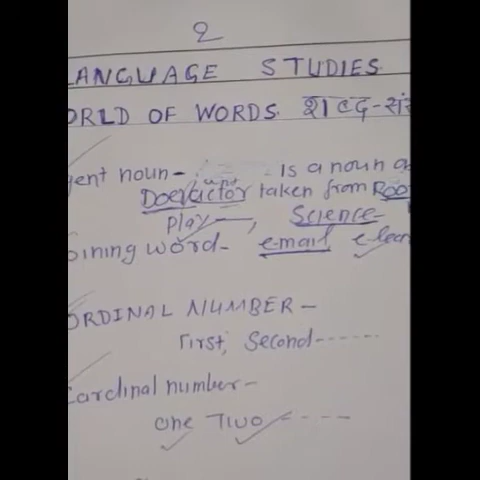 2
LANGUAGE STUDIES
ORLD OF WORDS. शब्द-सं
gent noun- is a noun a
Doer/actor taken from Roo
Play—, Science-
oining word- e-mail e-lear
ORDINAL NUMBER-
First, Second------
Cardinal number-
one Two -----